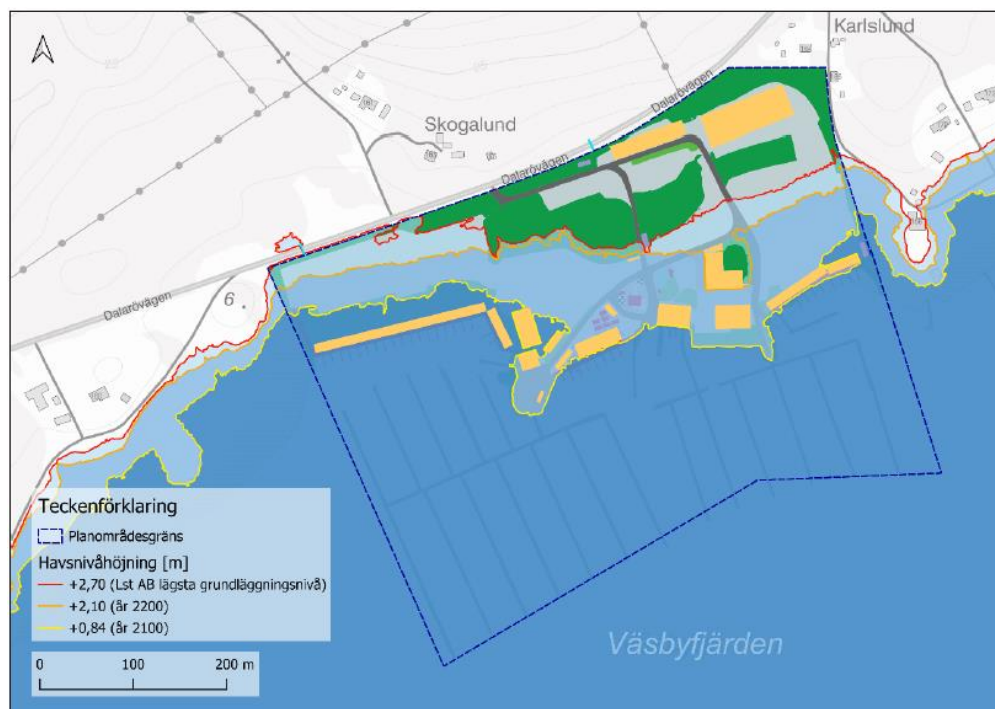 Karlslund
Dalarövägen
Skogalund
Dalarövägen
Dalarövägen
6
Teckenförklaring
Planområdesgräns
Havsnivåhöjning [m]
+2,70 (Lst AB lägsta grundläggningsnivå)
+2,10 (år 2200)
+0,84 (år 2100)
0 100 200 m
Väsbyfjärden